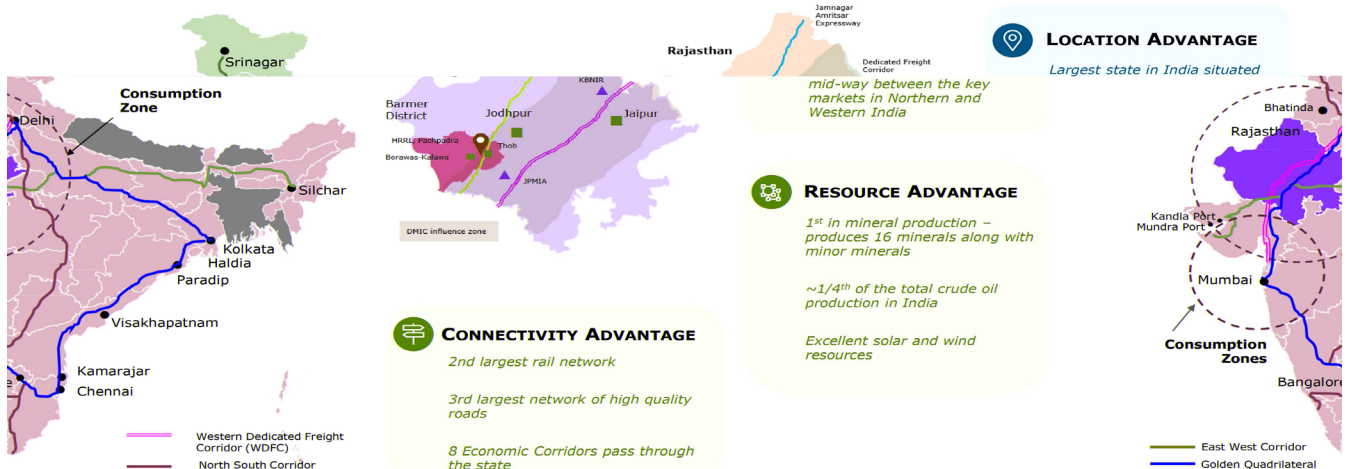 Srinagar
Consumption
Zone
Delhi
Silchar
Kolkata
Haldia
Paradip
Visakhapatnam
Kamarajar
Chennai
Western Dedicated Freight
Corridor (WDFC)
North South Corridor
Rajasthan
Jamnagar
Amritsar
Expressway
Dedicated Freight
Corridor
KBNIR
Barmer
District
Jodhpur
Jaipur
HRRL, Pachpadra
Thob
Borawas-Kalawa
JPMIA
DMIC influence zone
CONNECTIVITY ADVANTAGE
2nd largest rail network
3rd largest network of high quality
roads
8 Economic Corridors pass through
the state
LOCATION ADVANTAGE
Largest state in India situated
mid-way between the key
markets in Northern and
Western India
RESOURCE ADVANTAGE
1st in mineral production –
produces 16 minerals along with
minor minerals
~1/4th of the total crude oil
production in India
Excellent solar and wind
resources
Bhatinda
Rajasthan
Kandla Port
Mundra Port
Mumbai
Consumption
Zones
Bangalore
East West Corridor
Golden Quadrilateral